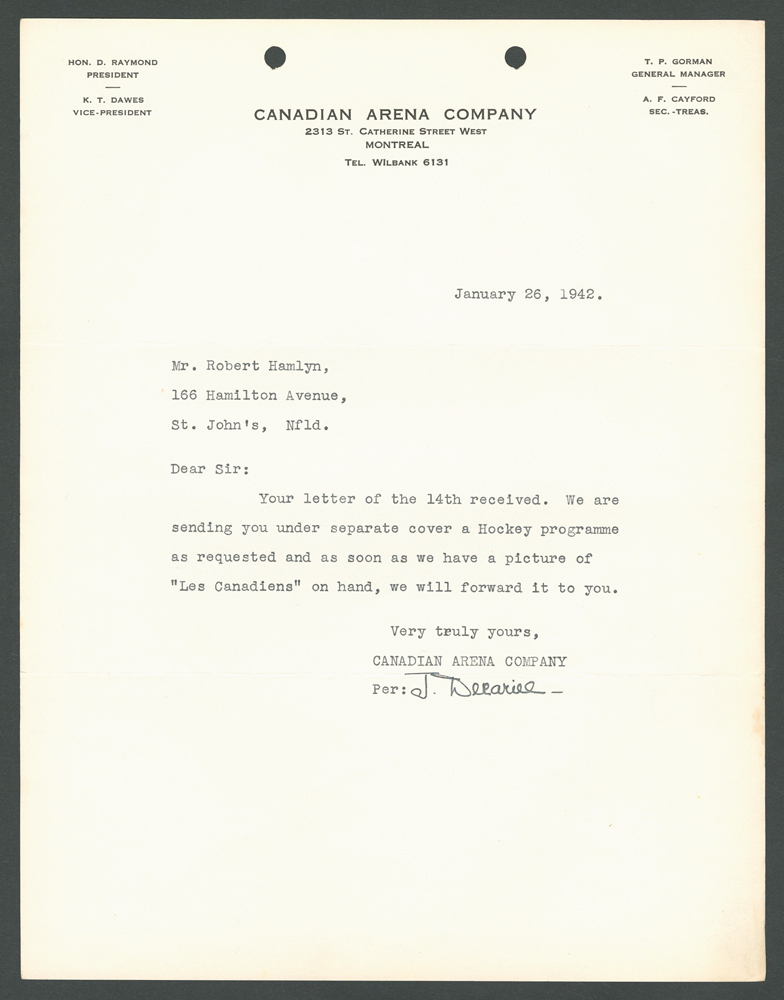 HON. D. RAYMOND
PRESIDENT
K. T. DAWES
VICE-PRESIDENT
T. P. GORMAN
GENERAL MANAGER
A. F. CAYFORD
SEC.-TREAS.
CANADIAN ARENA COMPANY
2313 ST. CATHERINE STREET WEST
MONTREAL
TEL. WILBANK 6131
January 26, 1942.
Mr. Robert Hamlyn,
166 Hamilton Avenue,
St. John's, Nfld.
Dear Sir:
Your letter of the 14th received. We are
sending you under separate cover a Hockey programme
as requested and as soon as we have a picture of
"Les Canadiens" on hand, we will forward it to you.
Very truly yours,
CANADIAN ARENA COMPANY
Per: J. Decarie